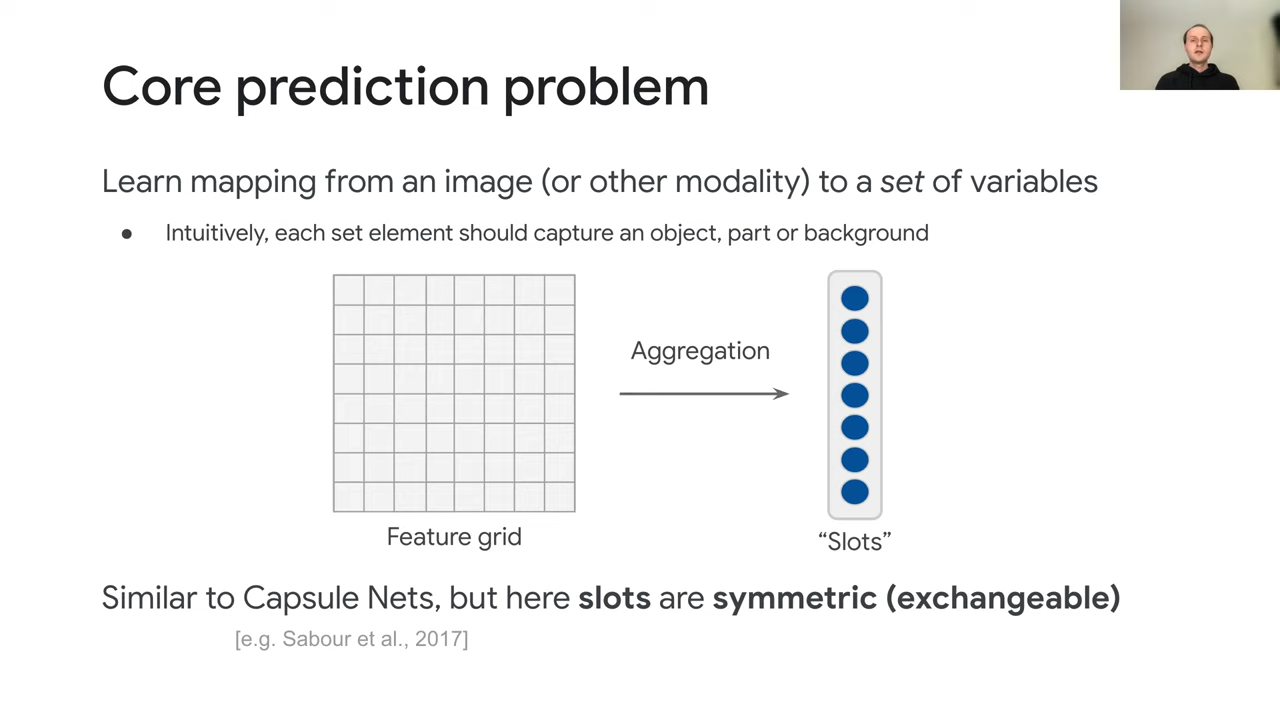 Core prediction problem
Learn mapping from an image (or other modality) to a set of variables
● Intuitively, each set element should capture an object, part or background
Aggregation
Feature grid
“Slots”
Similar to Capsule Nets, but here slots are symmetric (exchangeable)
[e.g. Sabour et al., 2017]